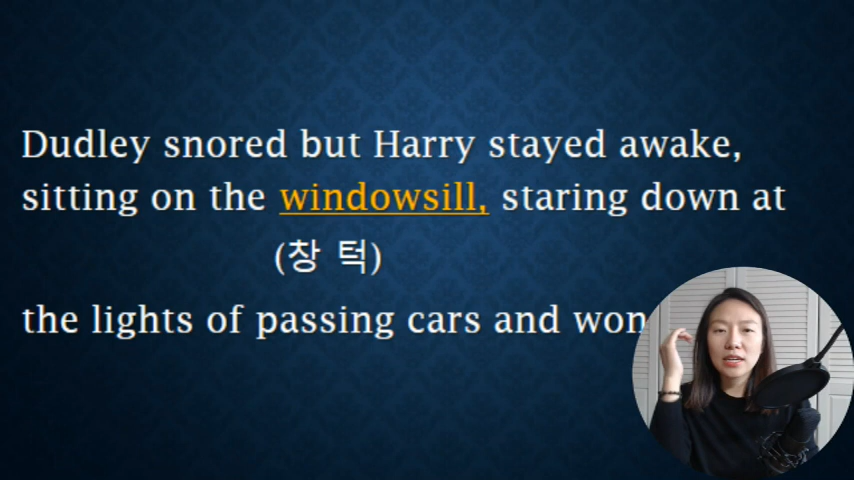 Dudley snored but Harry stayed awake,
sitting on the windowsill, staring down at
(창 턱)
the lights of passing cars and